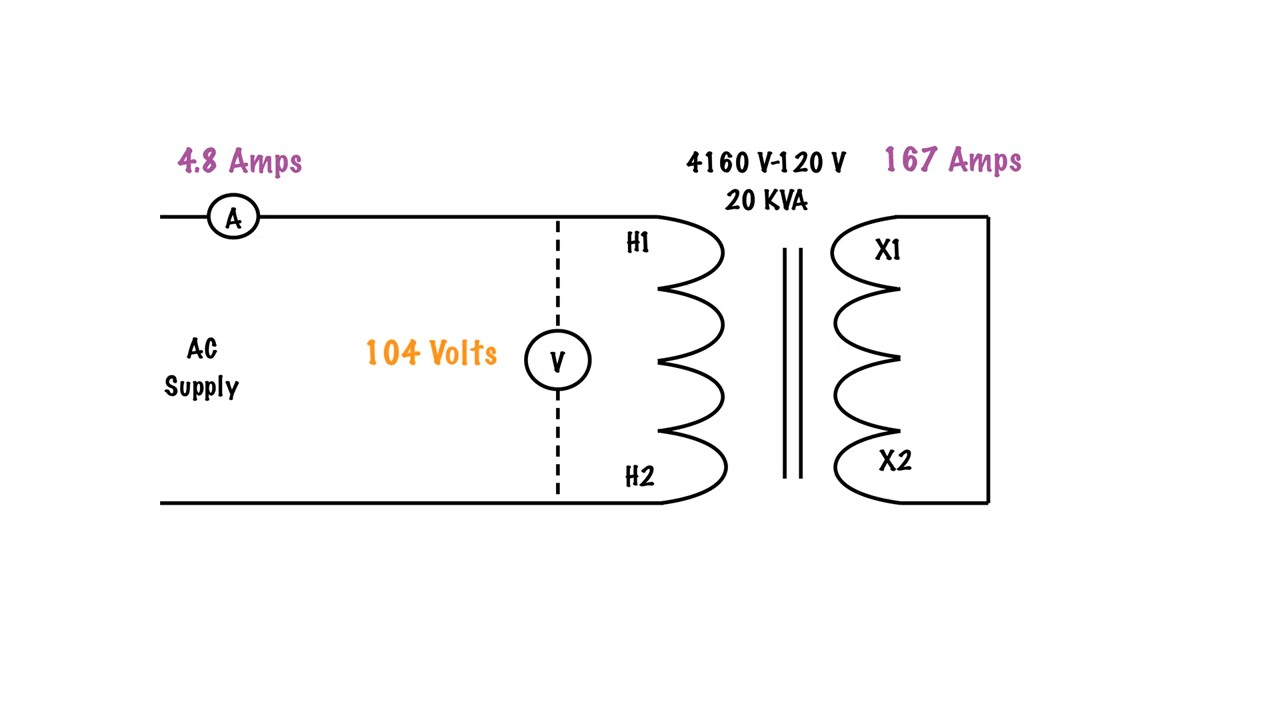 4.8 Amps
4160 V-120 V
167 Amps
20 KVA
A
H1
X1
AC
Supply
104 Volts
V
H2
X2